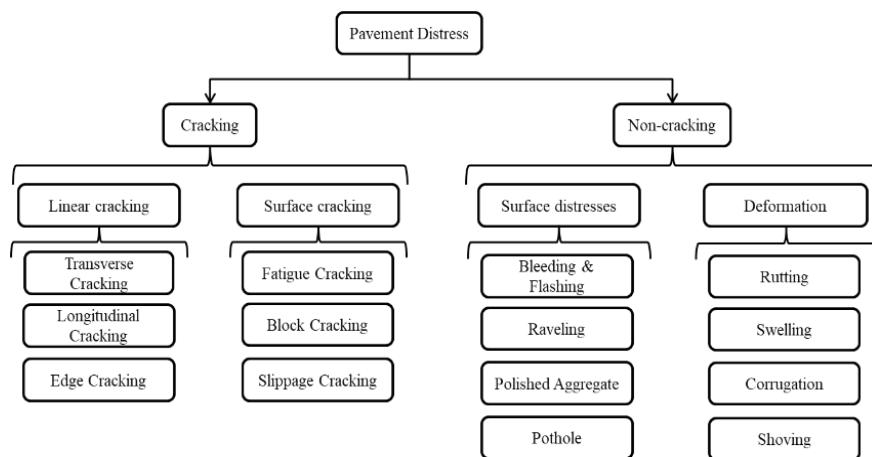 Pavement Distress
Cracking
Non-cracking
Linear cracking
Surface cracking
Surface distresses
Deformation
Transverse
Cracking
Longitudinal
Cracking
Edge Cracking
Fatigue Cracking
Block Cracking
Slippage Cracking
Bleeding &
Flashing
Raveling
Polished Aggregate
Pothole
Rutting
Swelling
Corrugation
Shoving